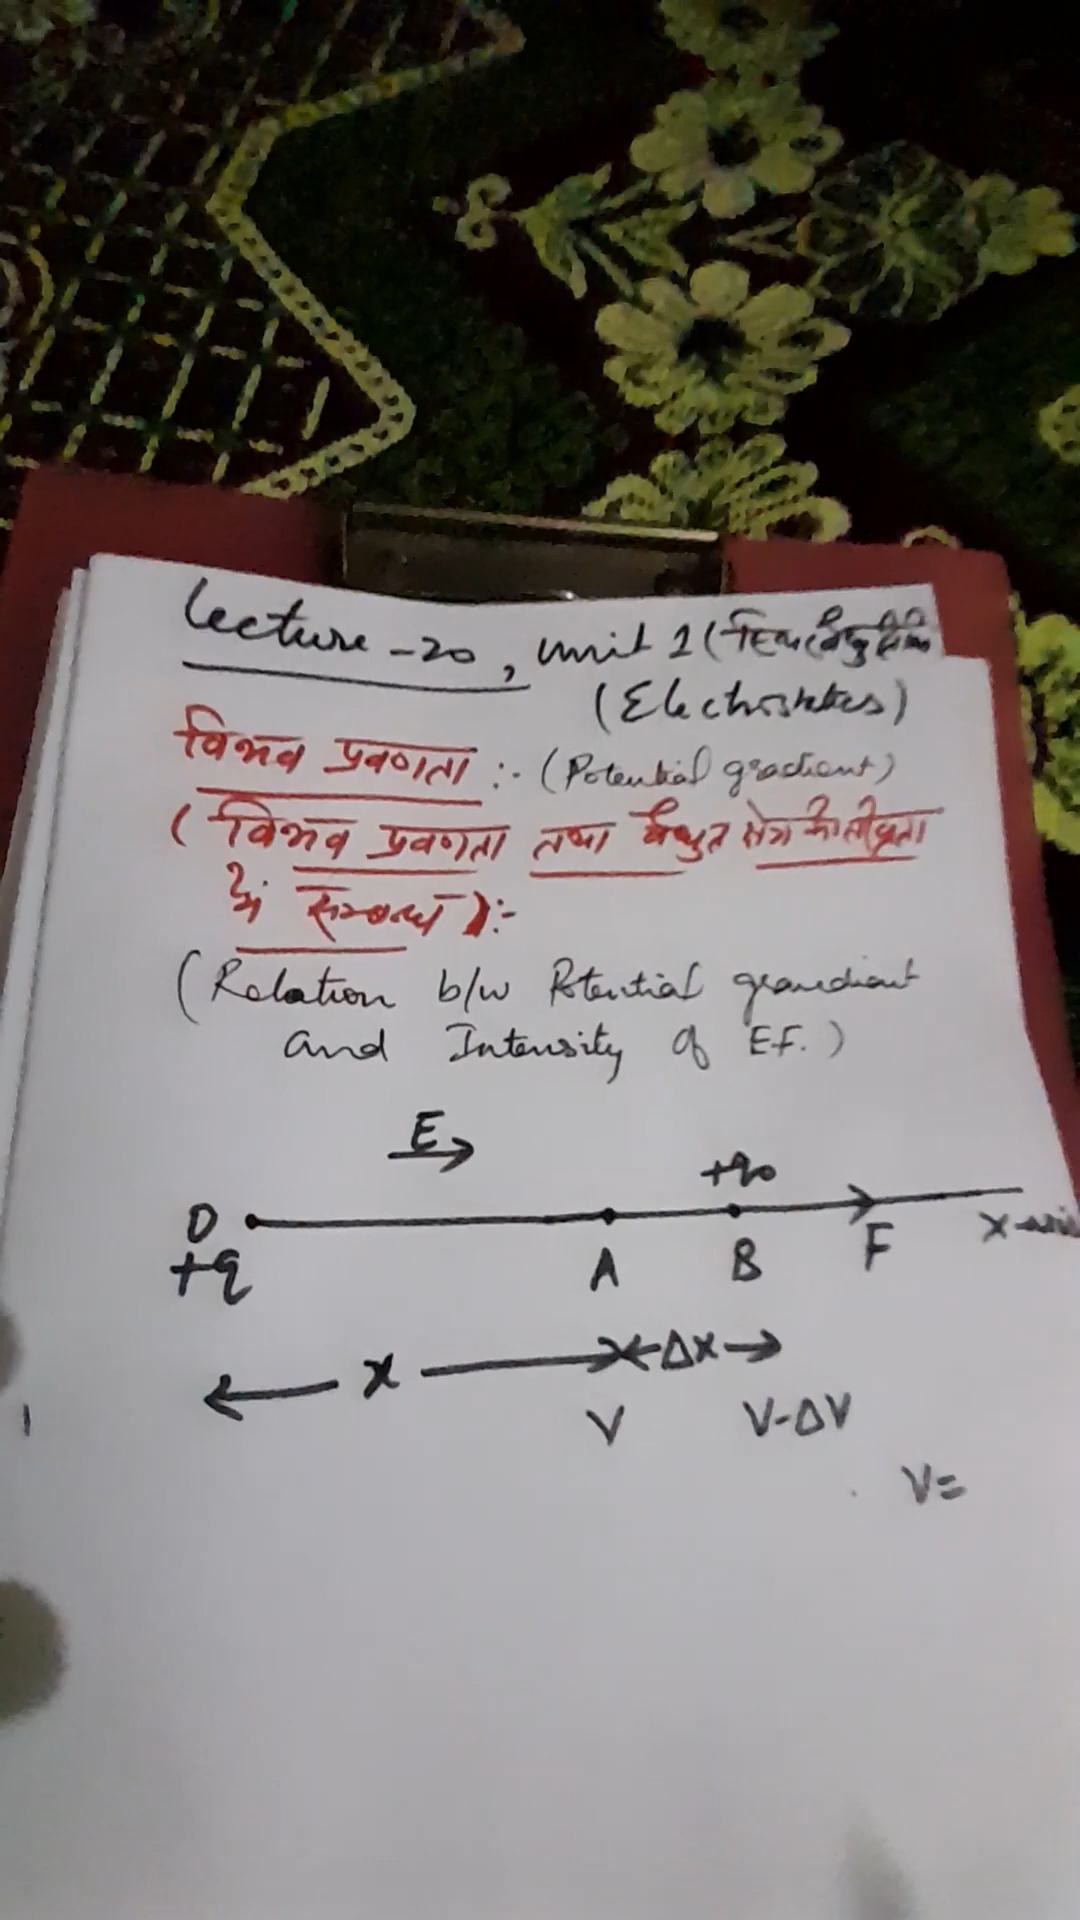 Lecture-20, Unit 1 (
(Electrostatics)
विभव प्रवणता :- (Potential gradient)
( विभव प्रवणता तथा वैद्युत क्षेत्र की तीव्रता
में सम्बन्ध ):-
(Relation b/w Potential graedient
and Intensity of E.F.)
E
+q₀
O
+q A B F X-axis
x Δx
V V-ΔV
V=